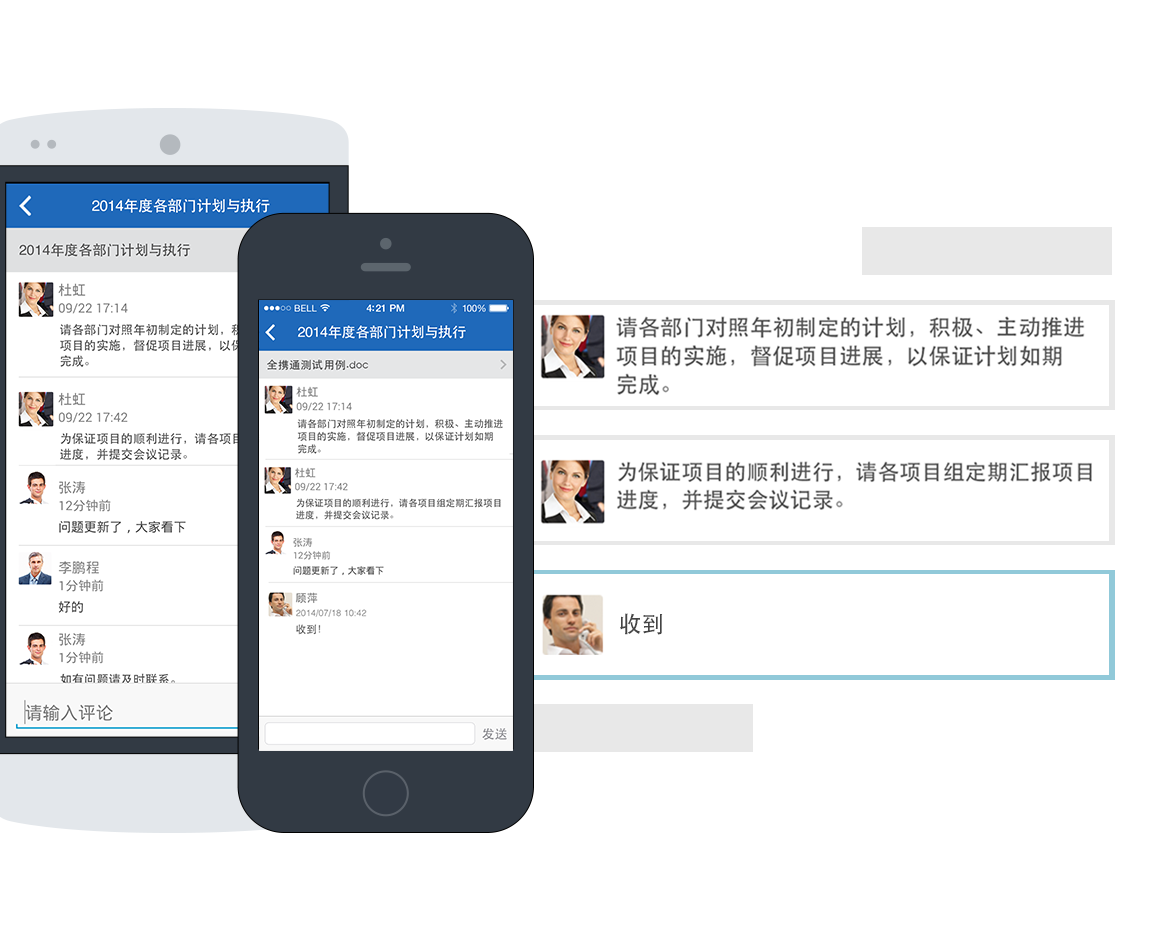 2014年度各部门计划与执行
2014年度各部门计划与执行
杜虹
09/22 17:14
请各部门对照年初制定的计划，积
项目的实施，督促项目进展，以保
完成。
杜虹
09/22 17:42
为保证项目的顺利进行，请各项目
进度，并提交会议记录。
张涛
12分钟前
问题更新了，大家看下
李鹏程
1分钟前
好的
张涛
1分钟前
如有问题请及时联系。
请输入评论
BELL 4:21 PM 100%
2014年度各部门计划与执行
全携通测试用例.doc
杜虹
09/22 17:14
请各部门对照年初制定的计划，积极、主动推进
项目的实施，督促项目进展，以保证计划如期
完成。
杜虹
09/22 17:42
为保证项目的顺利进行，请各项目组定期汇报项目
进度，并提交会议记录。
张涛
12分钟前
问题更新了，大家看下
顾萍
2014/07/18 10:42
收到！
发送
请各部门对照年初制定的计划，积极、主动推进
项目的实施，督促项目进展，以保证计划如期
完成。
为保证项目的顺利进行，请各项目组定期汇报项目
进度，并提交会议记录。
收到